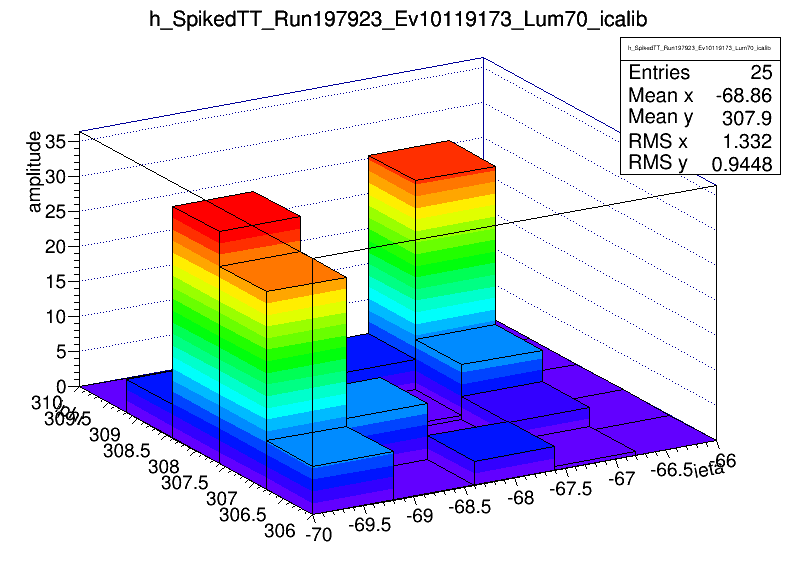 h_SpikedTT_Run197923_Ev10119173_Lum70_icalib
h_SpikedTT_Run197923_Ev10119173_Lum70_icalib
Entries 25
Mean x -68.86
Mean y 307.9
RMS x 1.332
RMS y 0.9448
amplitude
35
30
25
20
15
10
5
0
310
309.5
309
308.5
308
307.5
307
306.5
306
-70
-69.5
-69
-68.5
-68
-67.5
-67
-66.5
-66
ieta